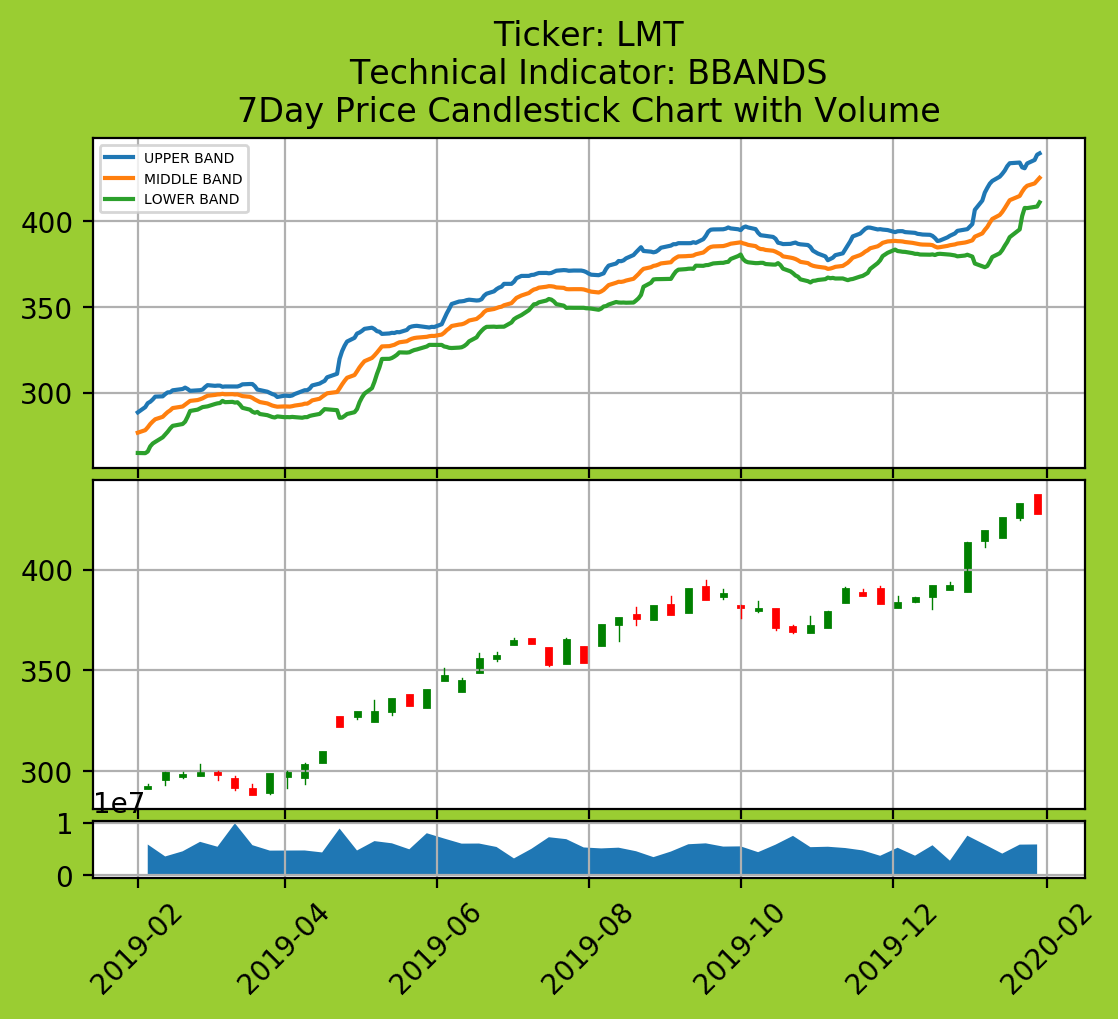 Ticker: LMT
Technical Indicator: BBANDS
7Day Price Candlestick Chart with Volume
UPPER BAND
MIDDLE BAND
LOWER BAND
400
350
300
400
350
300
1e7
1
0
2019-02
2019-04
2019-06
2019-08
2019-10
2019-12
2020-02